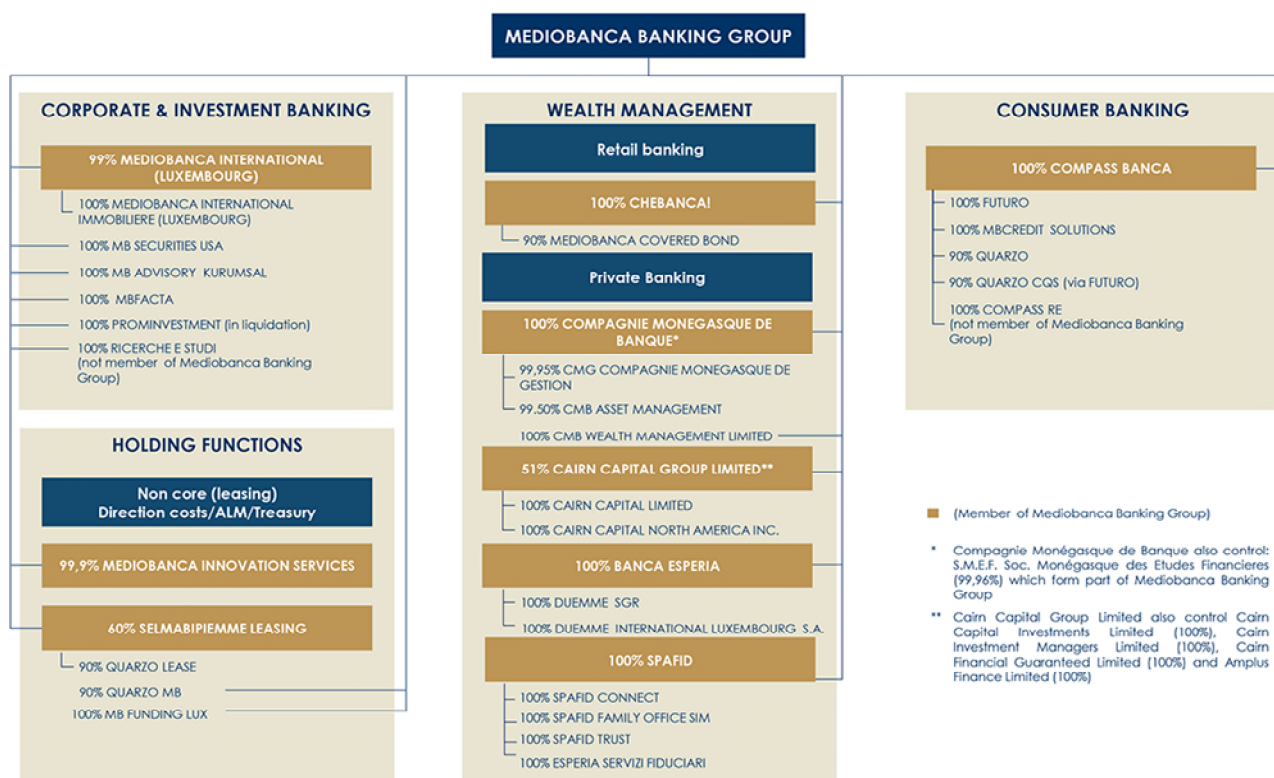 MEDIOBANCA BANKING GROUP
CORPORATE & INVESTMENT BANKING
99% MEDIOBANCA INTERNATIONAL
(LUXEMBOURG)
100% MEDIOBANCA INTERNATIONAL
IMMOBILIERE (LUXEMBOURG)
100% MB SECURITIES USA
100% MB ADVISORY KURUMSAL
100% MBFACTA
100% PROMINVESTMENT (in liquidation)
100% RICERCHE E STUDI
(not member of Mediobanca Banking
Group)
HOLDING FUNCTIONS
Non core (leasing)
Direction costs/ALM/Treasury
99,9% MEDIOBANCA INNOVATION SERVICES
60% SELMABIPIEMME LEASING
90% QUARZO LEASE
90% QUARZO MB
100% MB FUNDING LUX
WEALTH MANAGEMENT
Retail banking
100% CHEBANCA!
90% MEDIOBANCA COVERED BOND
Private Banking
100% COMPAGNIE MONEGASQUE DE
BANQUE*
99,95% CMG COMPAGNIE MONEGASQUE DE
GESTION
99.50% CMB ASSET MANAGEMENT
100% CMB WEALTH MANAGEMENT LIMITED
51% CAIRN CAPITAL GROUP LIMITED**
100% CAIRN CAPITAL LIMITED
100% CAIRN CAPITAL NORTH AMERICA INC.
100% BANCA ESPERIA
100% DUEMME SGR
100% DUEMME INTERNATIONAL LUXEMBOURG S.A.
100% SPAFID
100% SPAFID CONNECT
100% SPAFID FAMILY OFFICE SIM
100% SPAFID TRUST
100% ESPERIA SERVIZI FIDUCIARI
CONSUMER BANKING
100% COMPASS BANCA
100% FUTURO
100% MBCREDIT SOLUTIONS
90% QUARZO
90% QUARZO CQS (via FUTURO)
100% COMPASS RE
(not member of Mediobanca Banking
Group)
(Member of Mediobanca Banking Group)
* Compagnie Monégasque de Banque also control:
S.M.E.F. Soc. Monégasque des Etudes Financieres
(99,96%) which form part of Mediobanca Banking
Group
** Cairn Capital Group Limited also control Cairn
Capital Investments Limited (100%), Cairn
Investment Managers Limited (100%), Cairn
Financial Guaranteed Limited (100%) and Amplus
Finance Limited (100%)